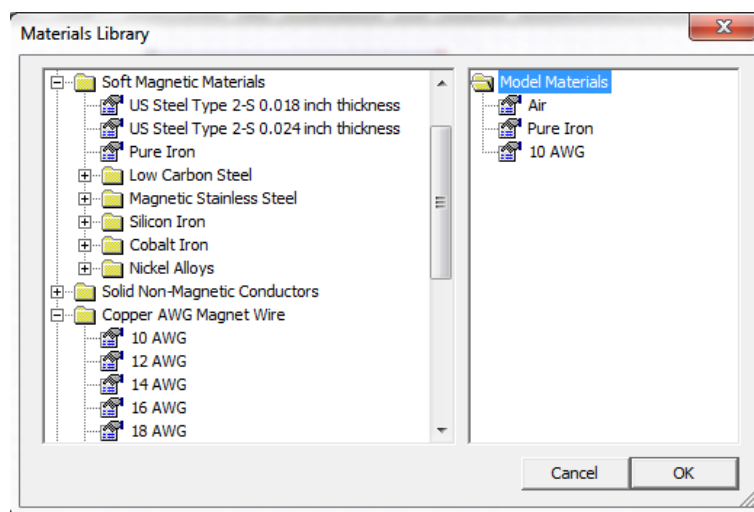 Materials Library
Soft Magnetic Materials
US Steel Type 2-S 0.018 inch thickness
US Steel Type 2-S 0.024 inch thickness
Pure Iron
Low Carbon Steel
Magnetic Stainless Steel
Silicon Iron
Cobalt Iron
Nickel Alloys
Solid Non-Magnetic Conductors
Copper AWG Magnet Wire
10 AWG
12 AWG
14 AWG
16 AWG
18 AWG
Model Materials
Air
Pure Iron
10 AWG
Cancel
OK